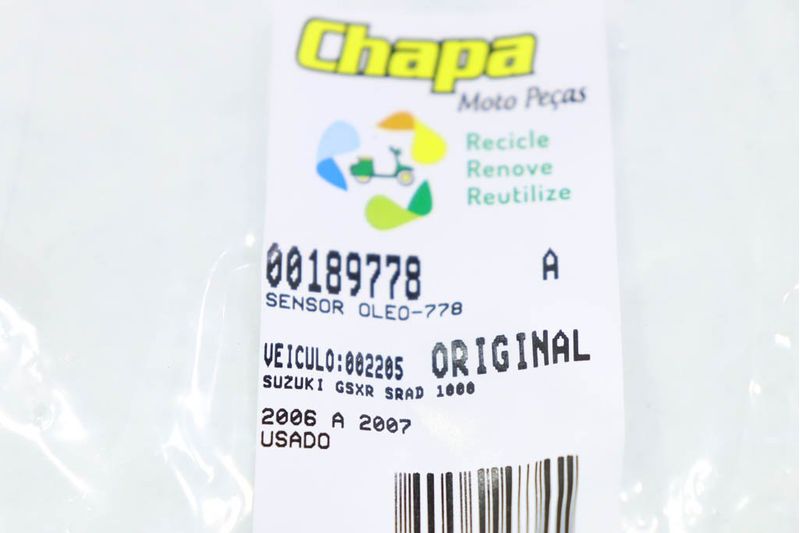 Chapa
Moto Peças
Recicle
Renove
Reutilize
00189778 A
SENSOR OLEO-778
VEICULO:002205 ORIGINAL
SUZUKI GSXR SRAD 1000
2006 A 2007
USADO